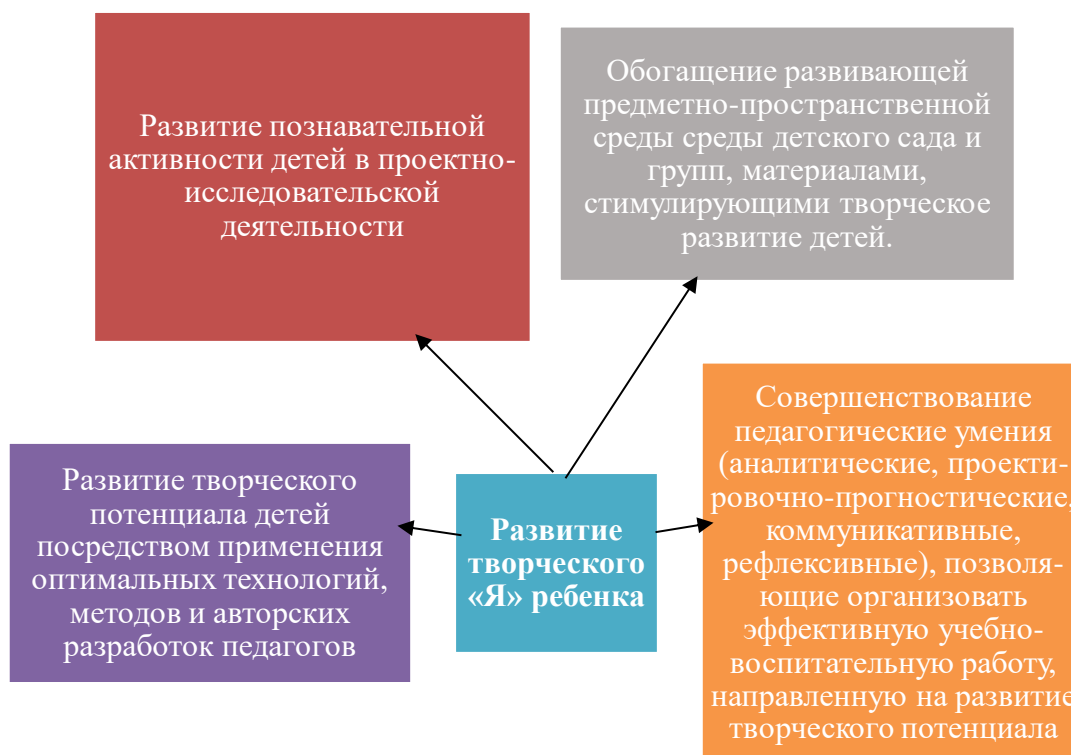 Развитие познавательной
активности детей в проектно-
исследовательской
деятельности
Обогащение развивающей
предметно-пространственной
среды среды детского сада и
групп, материалами,
стимулирующими творческое
развитие детей.
Развитие творческого
потенциала детей
посредством применения
оптимальных технологий,
методов и авторских
разработок педагогов
Развитие
творческого
«Я» ребенка
Совершенствование
педагогические умения
(аналитические, проекти-
ровочно-прогностические,
коммуникативные,
рефлексивные), позволя-
ющие организовать
эффективную учебно-
воспитательную работу,
направленную на развитие
творческого потенциала